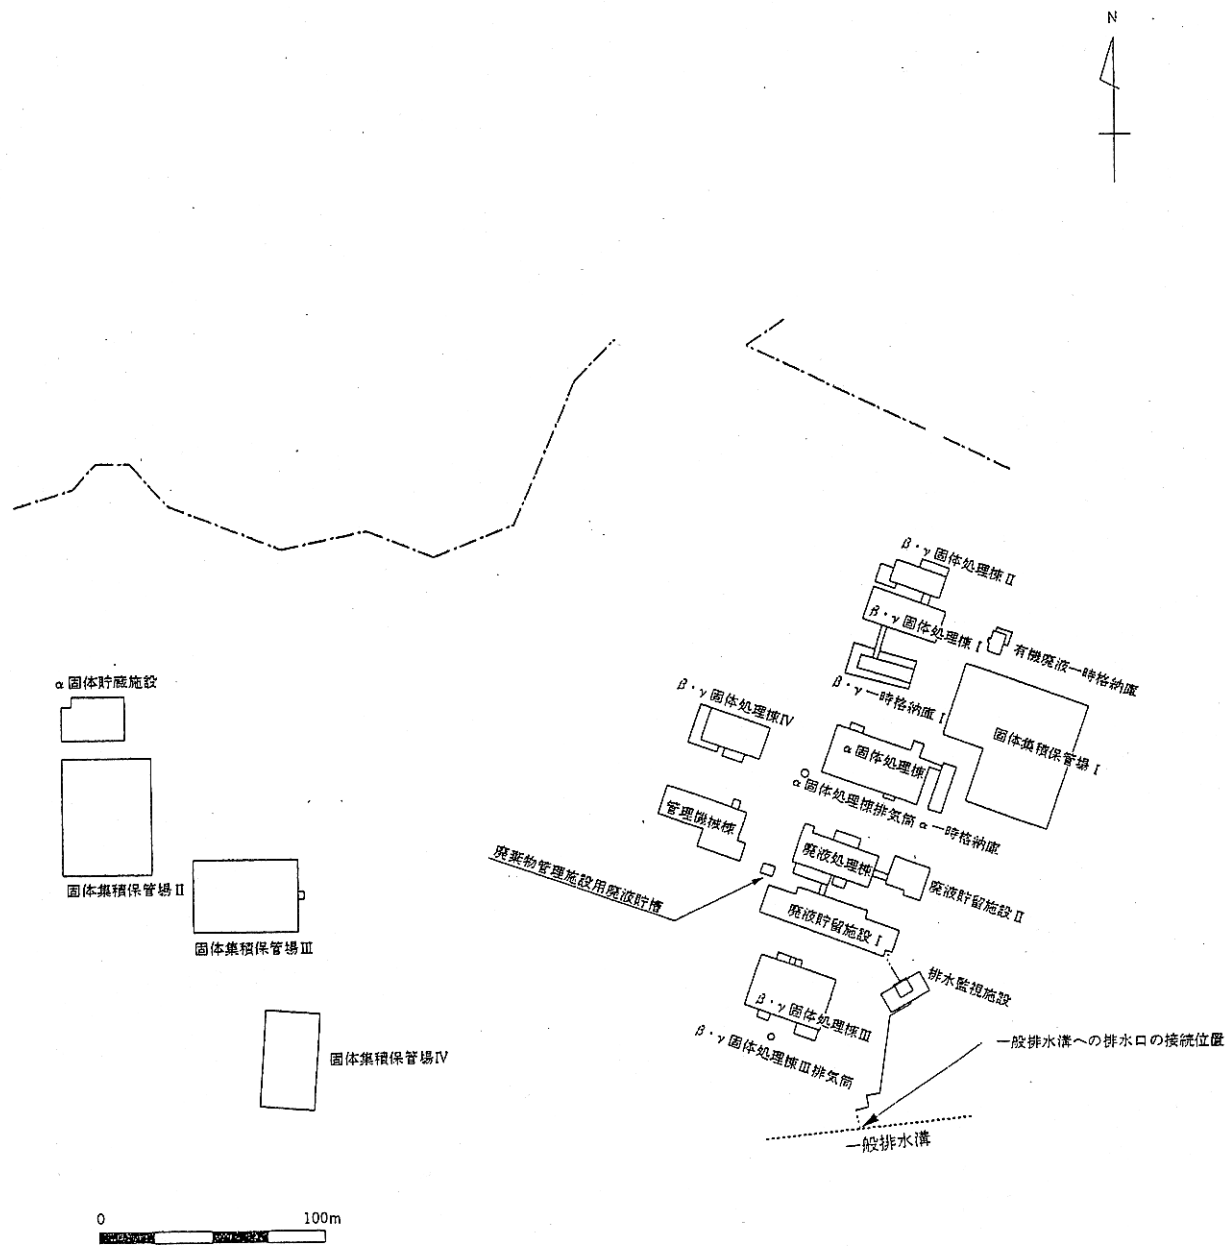 N
β・γ固体処理棟Ⅱ
β・γ固体処理棟Ⅰ
有機廃液一時格納庫
β・γ一時格納庫Ⅰ
α固体貯蔵施設
β・γ固体処理棟Ⅳ
固体集積保管場Ⅰ
α固体処理棟
α固体処理棟排気筒
α一時格納庫
管理機械棟
廃棄物管理施設用廃液貯槽
廃液処理棟
廃液貯留施設Ⅱ
固体集積保管場Ⅱ
廃液貯留施設Ⅰ
固体集積保管場Ⅲ
排水監視施設
β・γ固体処理棟Ⅲ
β・γ固体処理棟Ⅲ排気筒
一般排水溝への排水口の接続位置
固体集積保管場Ⅳ
一般排水溝
0 100m